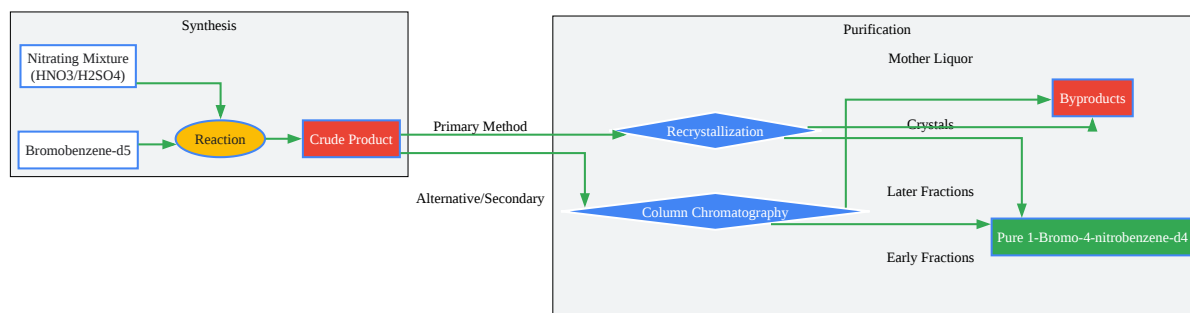 Synthesis
Nitrating Mixture
(HNO3/H2SO4)
Bromobenzene-d5
Reaction
Crude Product
Primary Method
Alternative/Secondary
Purification
Mother Liquor
Byproducts
Recrystallization
Crystals
Column Chromatography
Later Fractions
Pure 1-Bromo-4-nitrobenzene-d4
Early Fractions